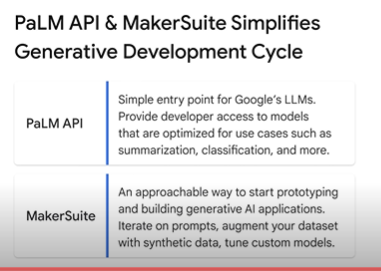 PaLM API & MakerSuite Simplifies
Generative Development Cycle
PaLM API
Simple entry point for Google's LLMs.
Provide developer access to models
that are optimized for use cases such as
summarization, classification, and more.
MakerSuite
An approachable way to start prototyping
and building generative AI applications.
Iterate on prompts, augment your dataset
with synthetic data, tune custom models.